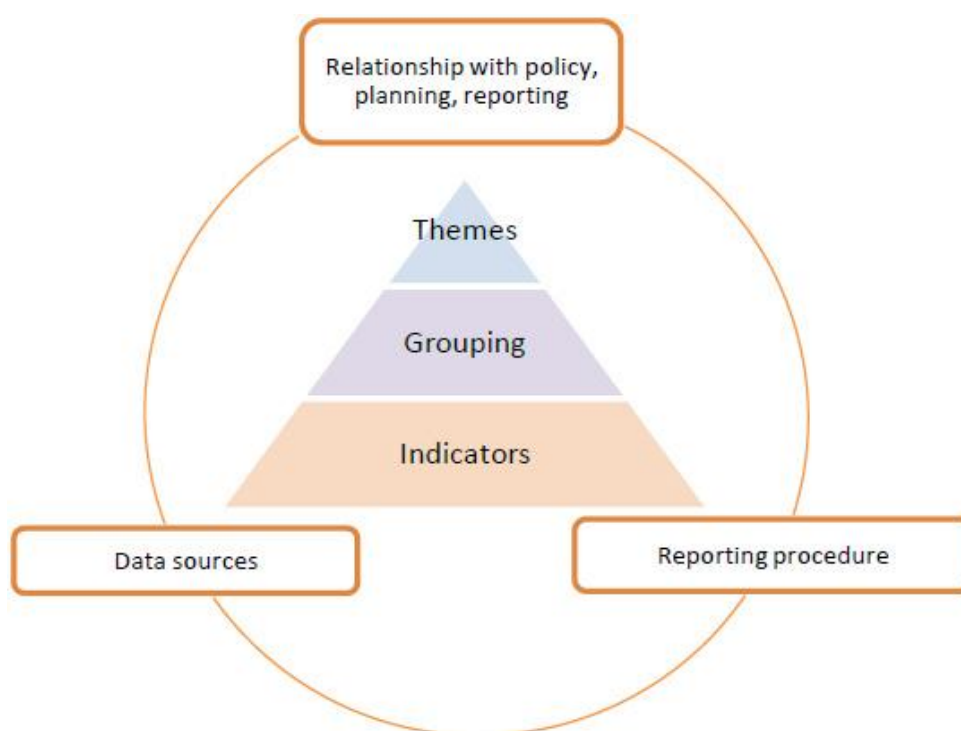 Relationship with policy,
planning, reporting
Themes
Grouping
Indicators
Data sources
Reporting procedure